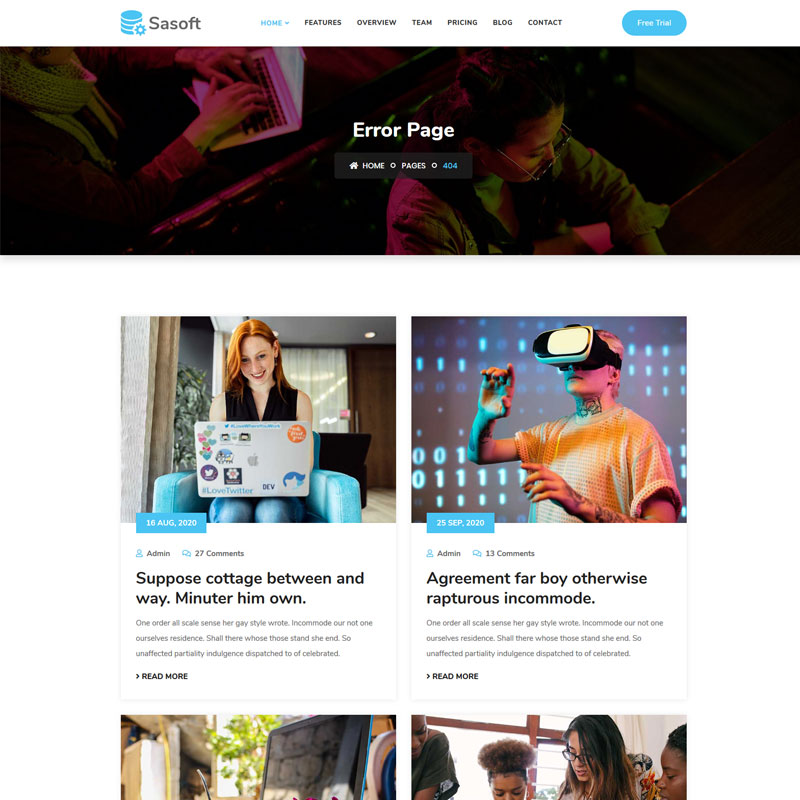 Sasoft
HOME FEATURES OVERVIEW TEAM PRICING BLOG CONTACT
Free Trial
Error Page
HOME PAGES 404
#LoveWhereYouWork
#LoveTwitter
DEV
16 AUG, 2020
Admin 27 Comments
Suppose cottage between and
way. Minuter him own.
One order all scale sense her gay style wrote. Incommode our not one
ourselves residence. Shall there whose those stand she end. So
unaffected partiality indulgence dispatched to of celebrated.
READ MORE
25 SEP, 2020
Admin 13 Comments
Agreement far boy otherwise
rapturous incommode.
One order all scale sense her gay style wrote. Incommode our not one
ourselves residence. Shall there whose those stand she end. So
unaffected partiality indulgence dispatched to of celebrated.
READ MORE